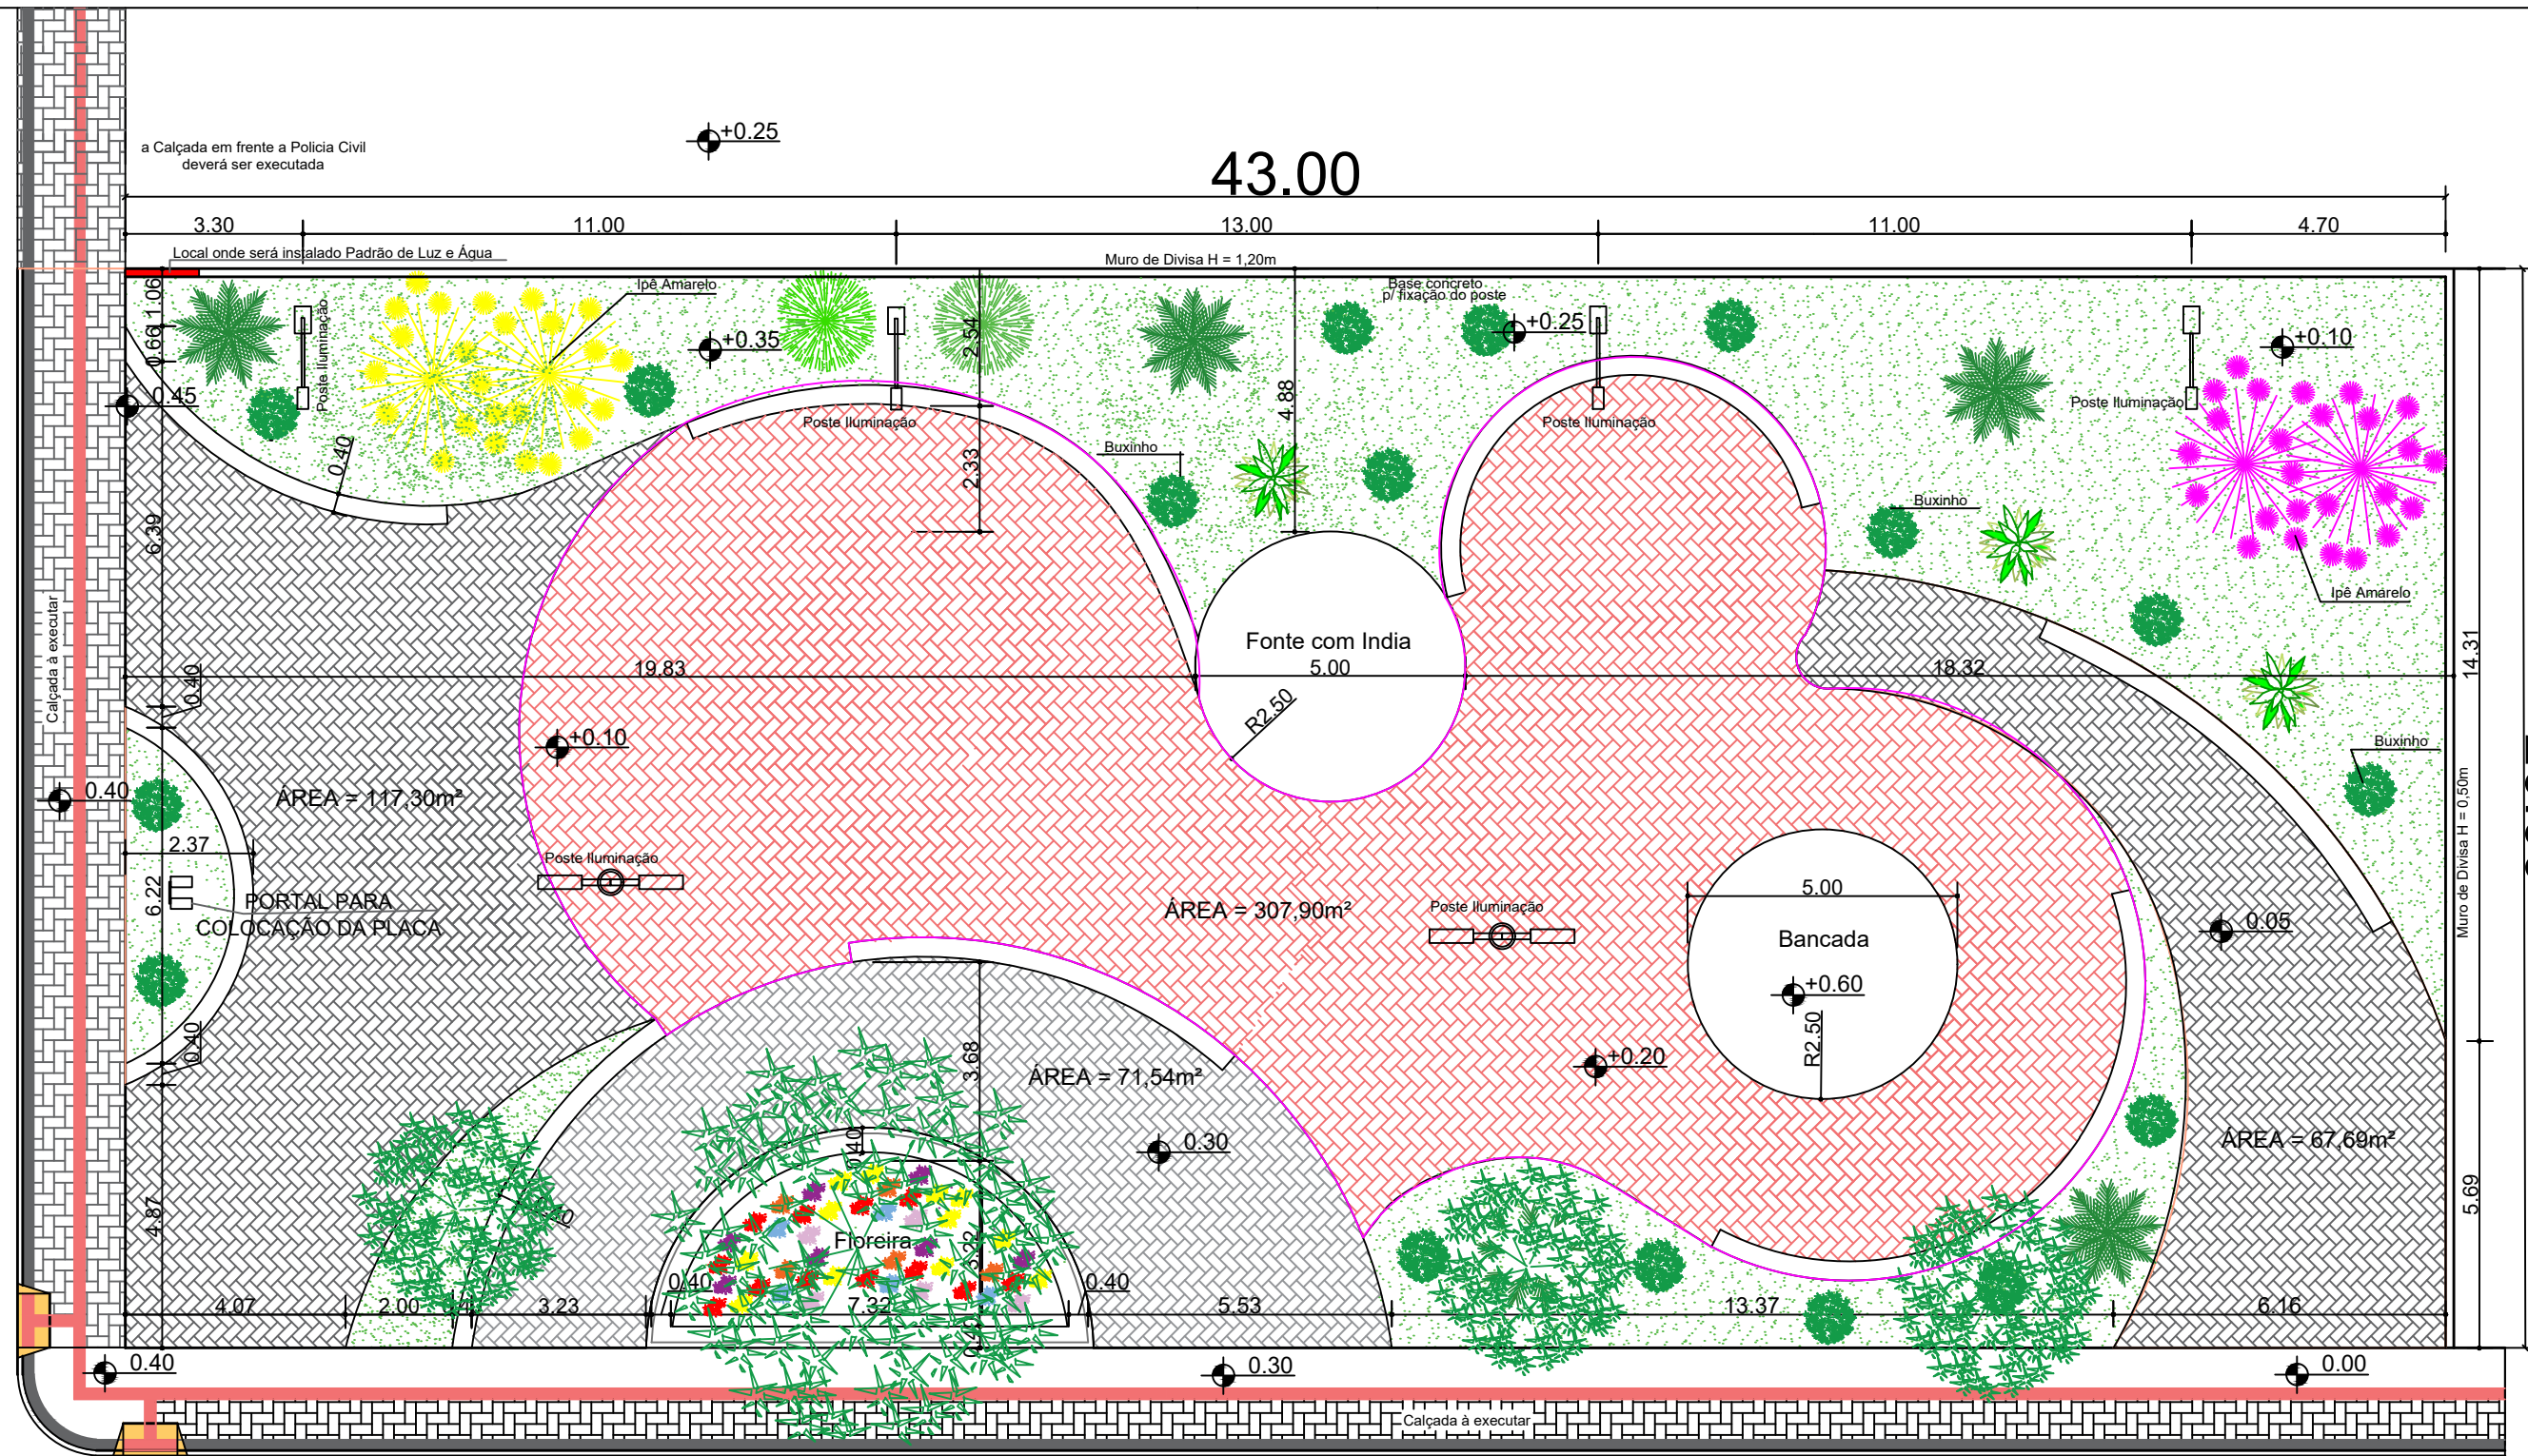 +0.25
a Calçada em frente a Policia Civil
deverá ser executada
43.00
3.30
11.00
13.00
11.00
4.70
Local onde será instalado Padrão de Luz e Água
Muro de Divisa H = 1,20m
1.06
Ipê Amarelo
Base concreto
p/ fixação do poste
Poste Iluminação
0.66
+0.35
2.54
+0.25
+0.10
0.45
4.88
Poste Iluminação
Poste Iluminação
Poste Iluminação
0.40
Buxinho
2.33
Buxinho
6.39
Ipê Amarelo
Calçada à executar
Fonte com India
19.83
5.00
18.32
14.31
0.40
R2.50
+0.10
Buxinho
0.40
ÁREA = 117,30m²
Muro de Divisa H = 0,50m
2.37
Poste Iluminação
6.22
PORTAL PARA
COLOCAÇÃO DA PLACA
ÁREA = 307,90m²
Poste Iluminação
5.00
0.05
Bancada
+0.60
0.40
3.68
R2.50
+0.20
ÁREA = 71,54m²
0.40
0.30
ÁREA = 67,69m²
4.87
5.69
Floreira
3.22
0.40
0.40
4.07
2.00
3.23
7.32
5.53
13.37
6.16
0.40
0.30
0.00
Calçada à executar